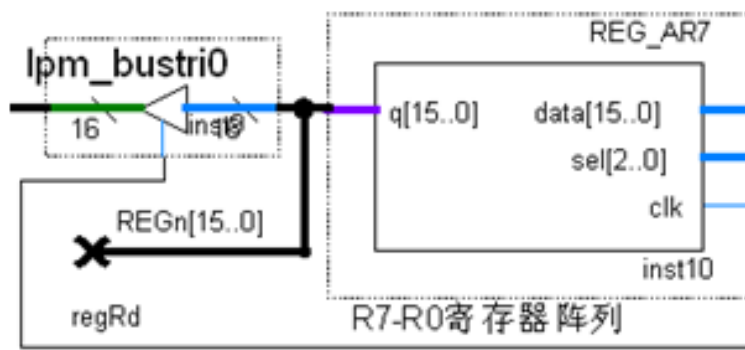 REG_AR7
lpm_bustri0
16
16
q[15..0]
data[15..0]
sel[2..0]
clk
REGn[15..0]
inst10
regRd
R7-R0寄存器阵列